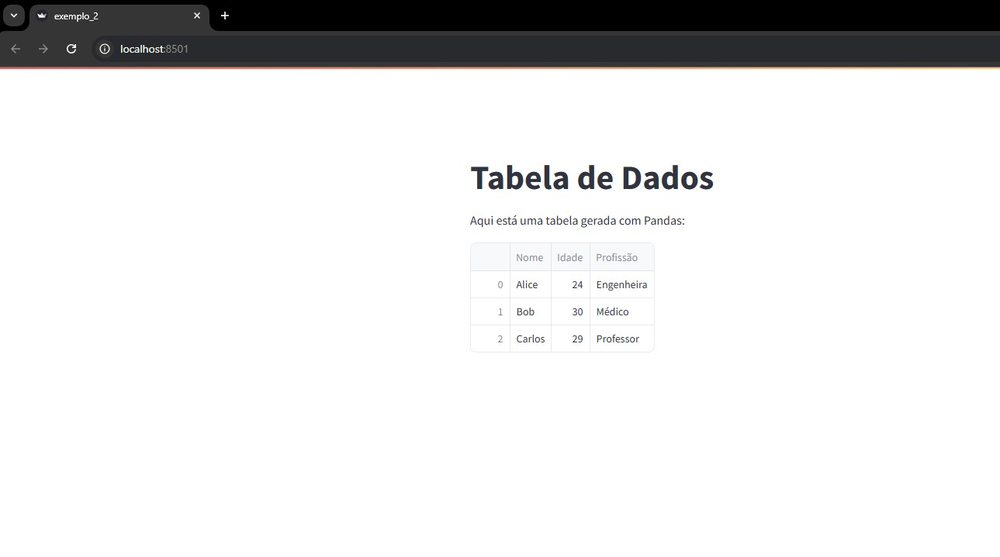 exemplo_2
localhost:8501
Tabela de Dados
Aqui está uma tabela gerada com Pandas:
Nome Idade Profissão
0 Alice 24 Engenheira
1 Bob 30 Médico
2 Carlos 29 Professor